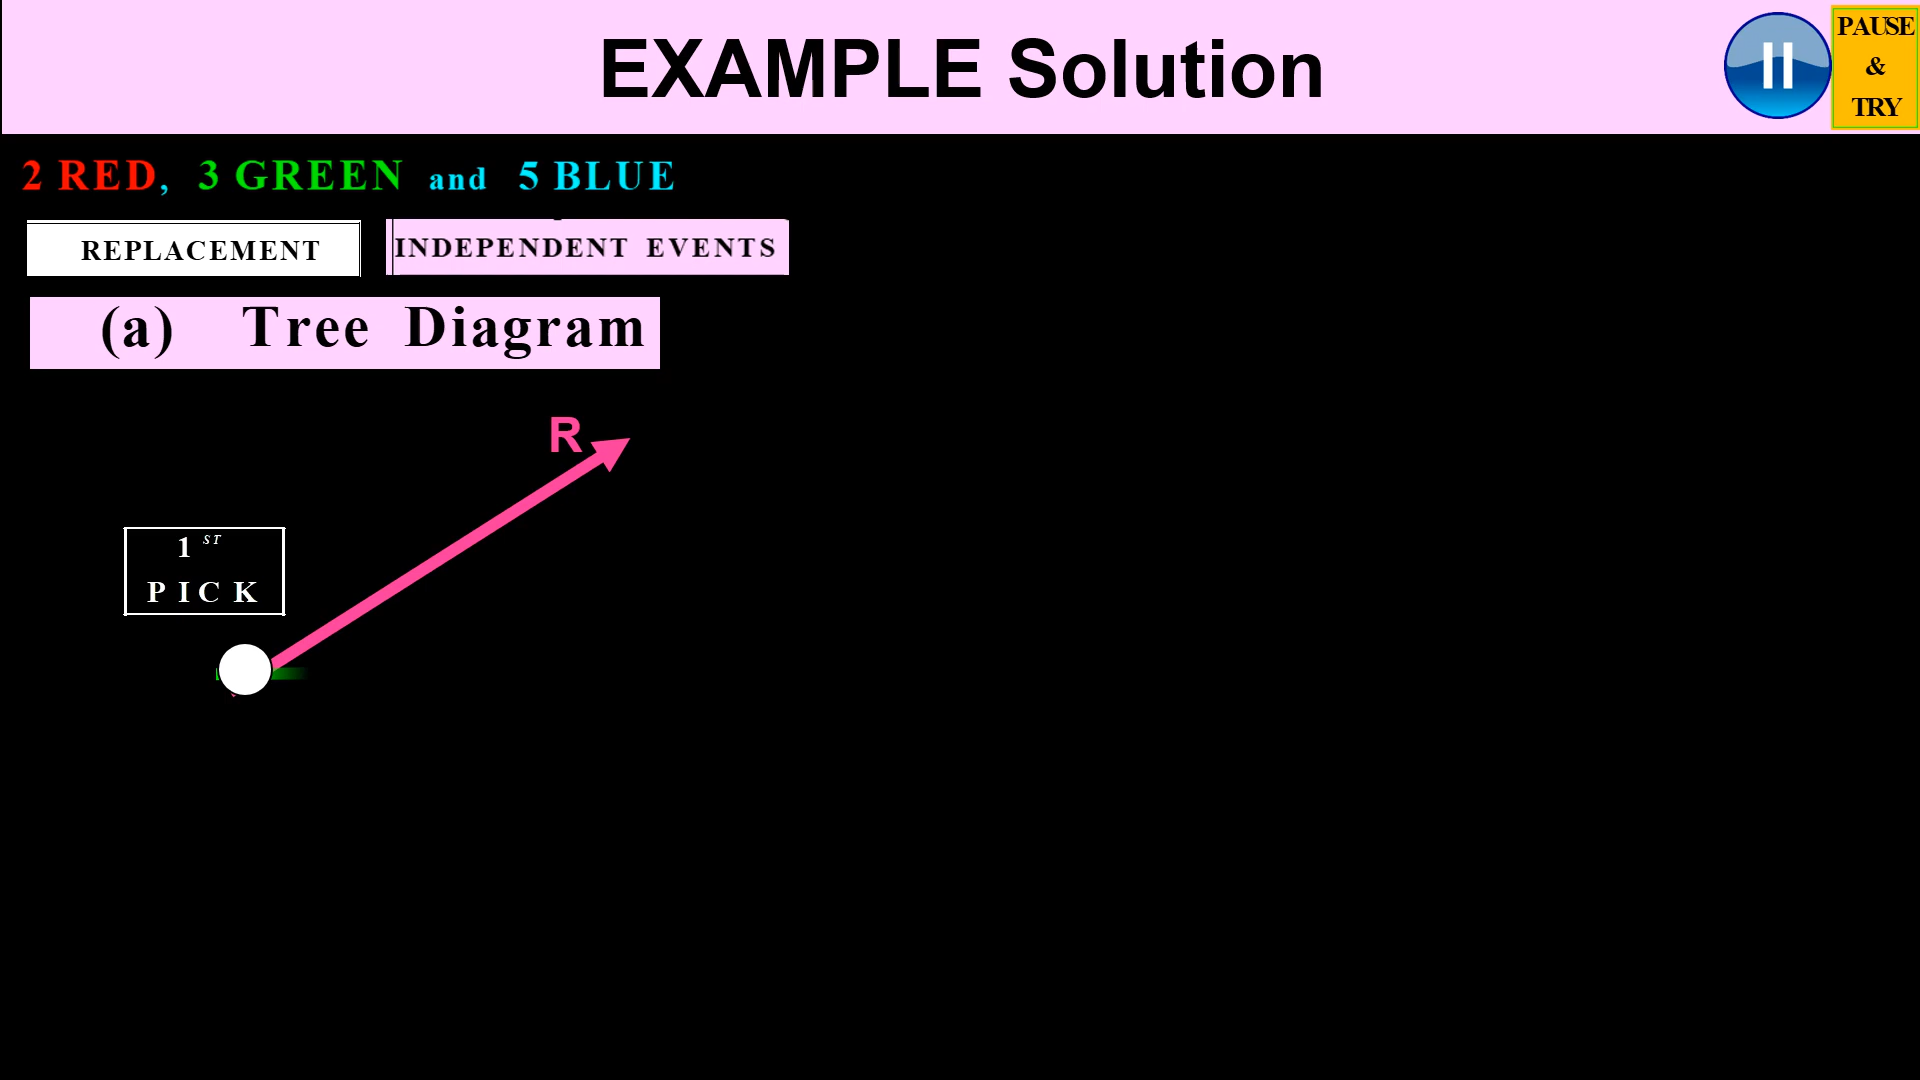 EXAMPLE Solution
PAUSE
&
TRY
2 RED, 3 GREEN and 5 BLUE
REPLACEMENT
INDEPENDENT EVENTS
(a) Tree Diagram
R
1 ST
PICK